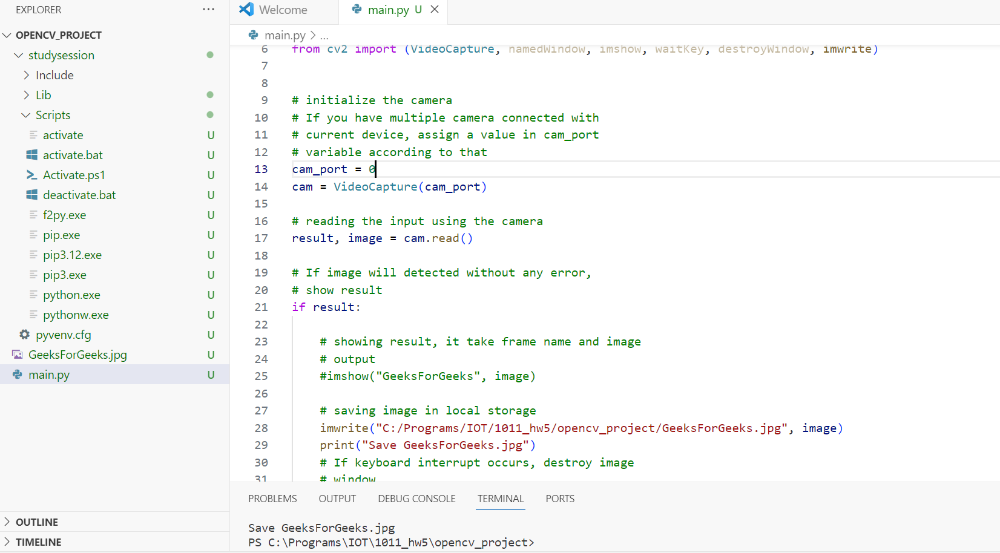 EXPLORER
...
OPENCV_PROJECT
studysession
Include
Lib
Scripts
activate U
activate.bat U
Activate.ps1 U
deactivate.bat U
f2py.exe U
pip.exe U
pip3.12.exe U
pip3.exe U
python.exe U
pythonw.exe U
pyvenv.cfg U
GeeksForGeeks.jpg U
main.py U
OUTLINE
TIMELINE
Welcome
main.py U
main.py > ...
6 from cv2 import (VideoCapture, namedWindow, imshow, waitKey, destroyWindow, imwrite)
7
8
9 # initialize the camera
10 # If you have multiple camera connected with
11 # current device, assign a value in cam_port
12 # variable according to that
13 cam_port = 0
14 cam = VideoCapture(cam_port)
15
16 # reading the input using the camera
17 result, image = cam.read()
18
19 # If image will detected without any error,
20 # show result
21 if result:
22
23 # showing result, it take frame name and image
24 # output
25 #imshow("GeeksForGeeks", image)
26
27 # saving image in local storage
28 imwrite("C:/Programs/IOT/1011_hw5/opencv_project/GeeksForGeeks.jpg", image)
29 print("Save GeeksForGeeks.jpg")
30 # If keyboard interrupt occurs, destroy image
31 # window
PROBLEMS OUTPUT DEBUG CONSOLE TERMINAL PORTS
Save GeeksForGeeks.jpg
PS C:\Programs\IOT\1011_hw5\opencv_project>